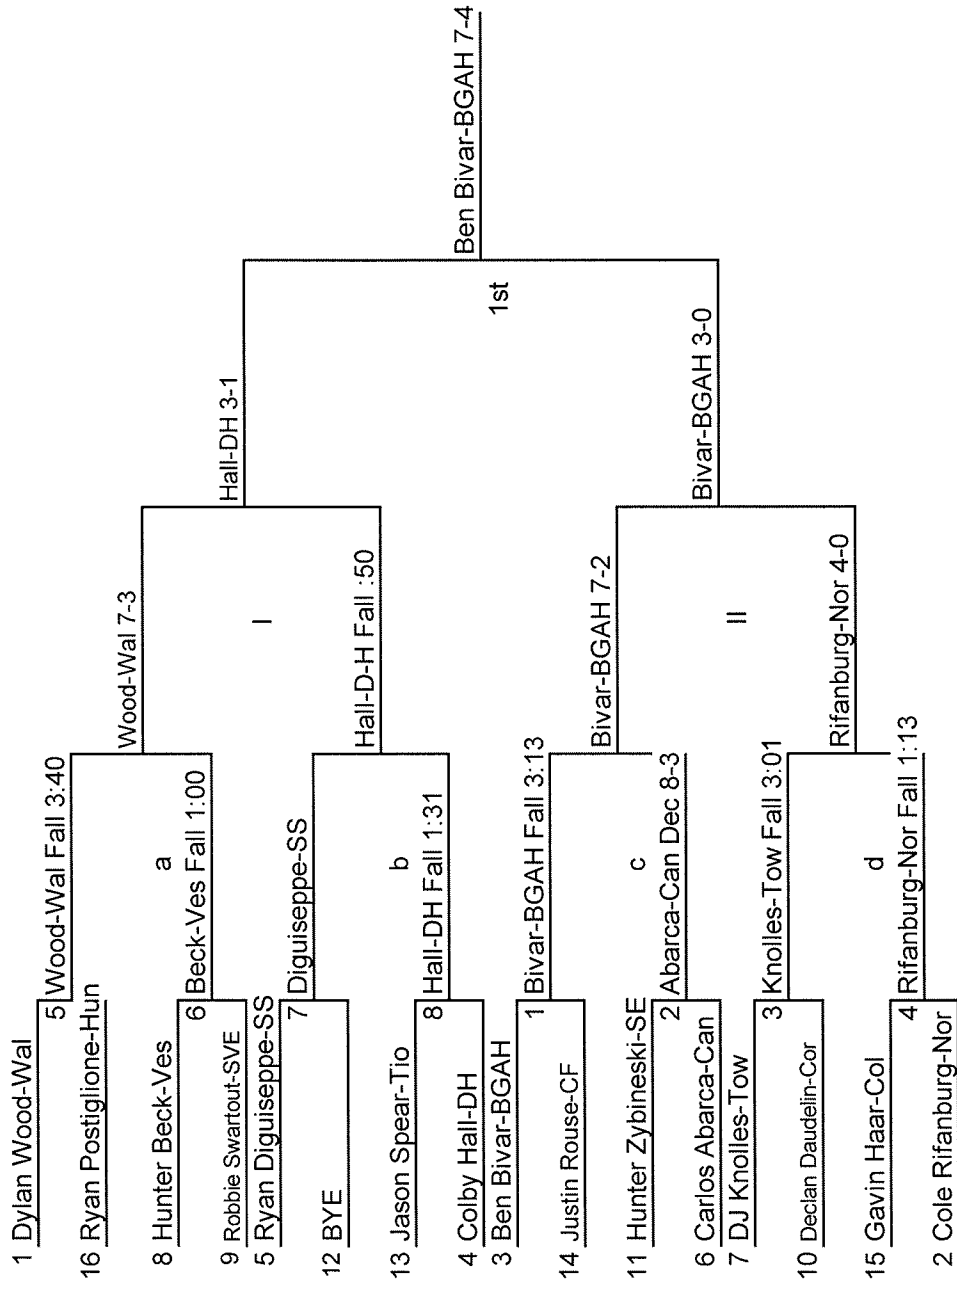 1 Dylan Wood-Wal
16 Ryan Postiglione-Hun
8 Hunter Beck-Ves
9 Robbie Swartout-SVE
5 Ryan Diguiseppe-SS
12 BYE
13 Jason Spear-Tio
4 Colby Hall-DH
3 Ben Bivar-BGAH
14 Justin Rouse-CF
11 Hunter Zybineski-SE
6 Carlos Abarca-Can
7 DJ Knolles-Tow
10 Declan Daudelin-Cor
15 Gavin Haar-Col
2 Cole Rifanburg-Nor
5 Wood-Wal Fall 3:40
6 Beck-Ves Fall 1:00
7 Diguiseppe-SS
8 Hall-DH Fall 1:31
1 Bivar-BGAH Fall 3:13
2 Abarca-Can Dec 8-3
3 Knolles-Tow Fall 3:01
4 Rifanburg-Nor Fall 1:13
a
b
c
d
Wood-Wal 7-3
Hall-D-H Fall :50
Bivar-BGAH 7-2
Rifanburg-Nor 4-0
I
II
Hall-DH 3-1
Bivar-BGAH 3-0
1st
Ben Bivar-BGAH 7-4